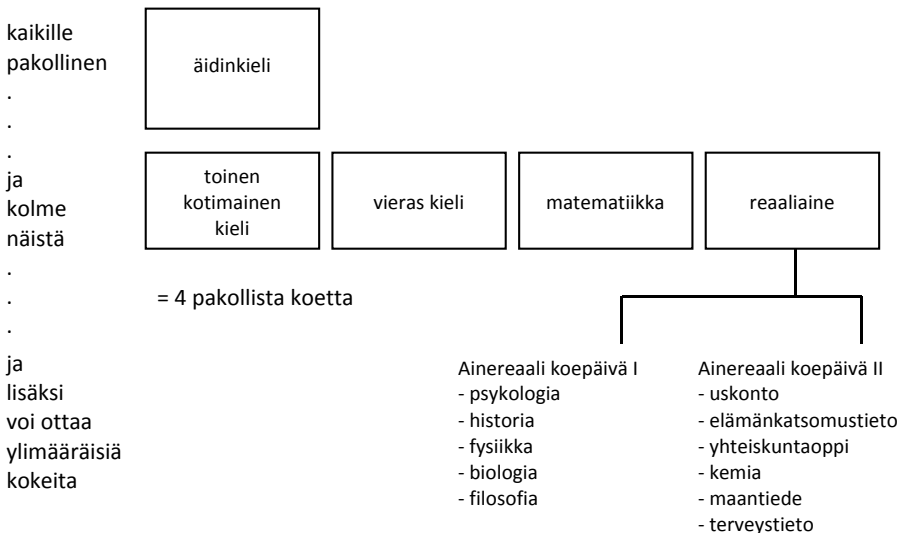 kaikille
pakollinen
.
.
.
äidinkieli
ja
kolme
näistä
.
.
.
toinen
kotimainen
kieli
vieras kieli
matematiikka
reaaliaine
= 4 pakollista koetta
ja
lisäksi
voi ottaa
ylimääräisiä
kokeita
Ainereaali koepäivä I
- psykologia
- historia
- fysiikka
- biologia
- filosofia
Ainereaali koepäivä II
- uskonto
- elämänkatsomustieto
- yhteiskuntaoppi
- kemia
- maantiede
- terveystieto